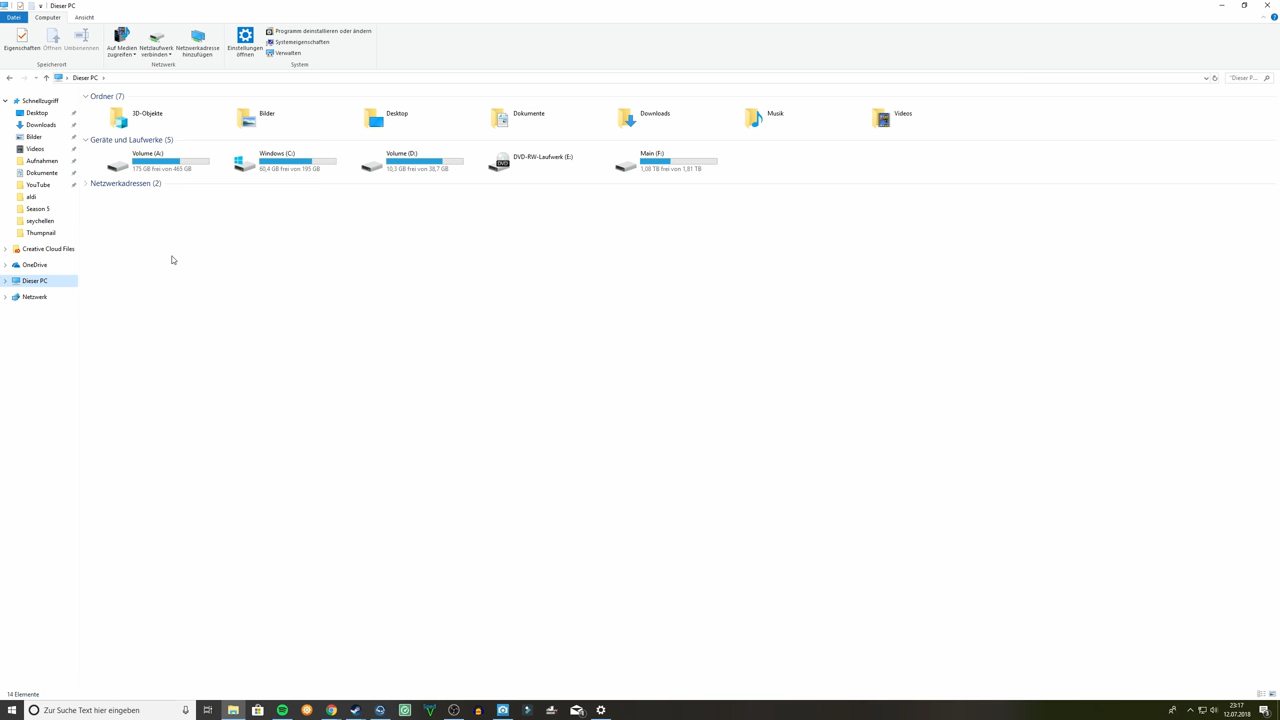 Dieser PC
Datei Computer Ansicht
Eigenschaften Öffnen Umbenennen
Auf Medien zugreifen Netzlaufwerk verbinden Netzwerkadresse hinzufügen
Einstellungen öffnen
Programm deinstallieren oder ändern
Systemeigenschaften
Verwalten
Speicherort Netzwerk System
Dieser PC
"Dieser P...
Schnellzugriff
Desktop
Downloads
Bilder
Videos
Aufnahmen
Dokumente
YouTube
aldi
Season 5
seychellen
Thumpnail
Creative Cloud Files
OneDrive
Dieser PC
Netzwerk
Ordner (7)
3D-Objekte Bilder Desktop Dokumente Downloads Musik Videos
Geräte und Laufwerke (5)
Volume (A:)
175 GB frei von 465 GB
Windows (C:)
60,4 GB frei von 195 GB
Volume (D:)
10,3 GB frei von 38,7 GB
DVD-RW-Laufwerk (E:)
DVD
Main (F:)
1,08 TB frei von 1,81 TB
Netzwerkadressen (2)
14 Elemente
Zur Suche Text hier eingeben
23:17
12.07.2018